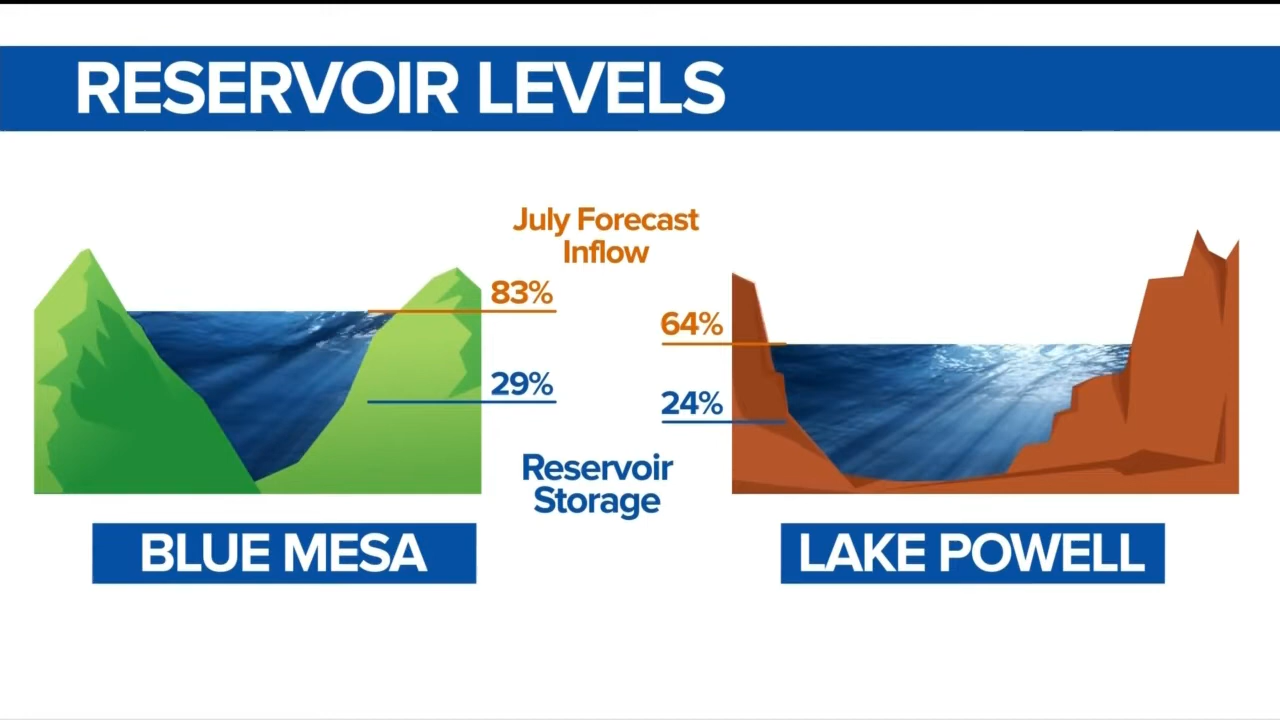 RESERVOIR LEVELS
July Forecast
Inflow
83%
64%
29%
24%
Reservoir
Storage
BLUE MESA
LAKE POWELL